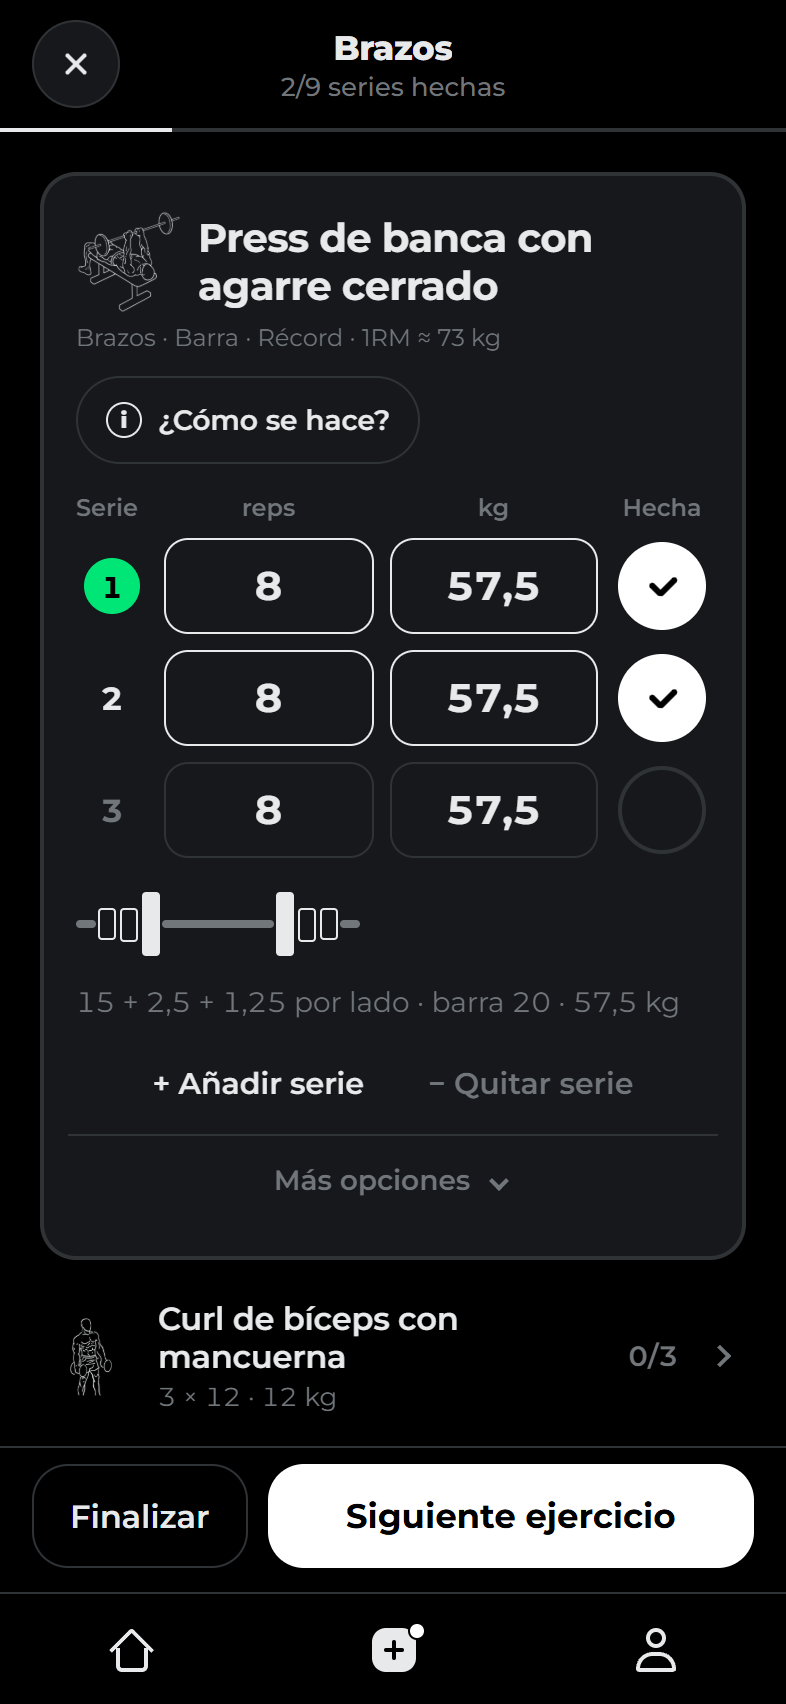 Brazos
2/9 series hechas
Press de banca con
agarre cerrado
Brazos · Barra · Récord · 1RM ≈ 73 kg
¿Cómo se hace?
Serie reps kg Hecha
1 8 57,5
2 8 57,5
3 8 57,5
15 + 2,5 + 1,25 por lado · barra 20 · 57,5 kg
+ Añadir serie − Quitar serie
Más opciones
Curl de bíceps con
mancuerna
0/3
3 × 12 · 12 kg
Finalizar Siguiente ejercicio